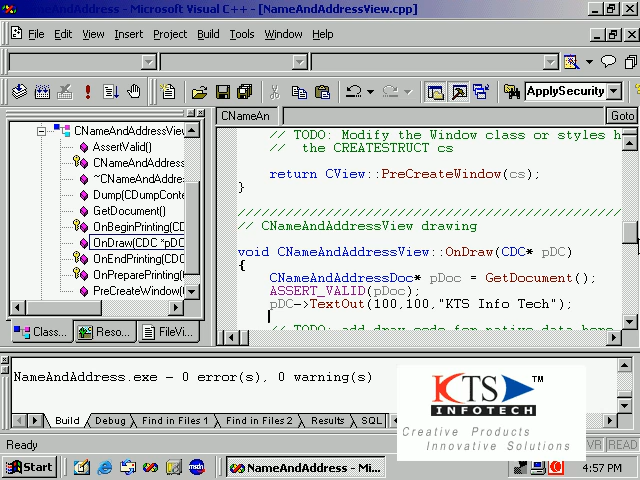 NameAndAddress - Microsoft Visual C++ - [NameAndAddressView.cpp]
File Edit View Insert Project Build Tools Window Help
ApplySecurity
CNameAn
Goto
CNameAndAddressView
AssertValid()
CNameAndAddress
~CNameAndAddress
Dump(CDumpConte
GetDocument()
OnBeginPrinting(CD
OnDraw(CDC *pDC
OnEndPrinting(CDC
OnPreparePrinting(
PreCreateWindow(
Class... Reso... FileVi...
// TODO: Modify the Window class or styles h
// the CREATESTRUCT cs
return CView::PreCreateWindow(cs);
}
/////////////////////////////////////////////////
// CNameAndAddressView drawing
void CNameAndAddressView::OnDraw(CDC* pDC)
{
CNameAndAddressDoc* pDoc = GetDocument();
ASSERT_VALID(pDoc);
pDC->TextOut(100,100,"KTS Info Tech");
// TODO: add draw code for native data here
NameAndAddress.exe - 0 error(s), 0 warning(s)
Build Debug Find in Files 1 Find in Files 2 Results SQL
KTS TM
INFOTECH
Creative Products
Innovative Solutions
Ready
VR READ
Start
msdn
NameAndAddress - Mi...
4:57 PM